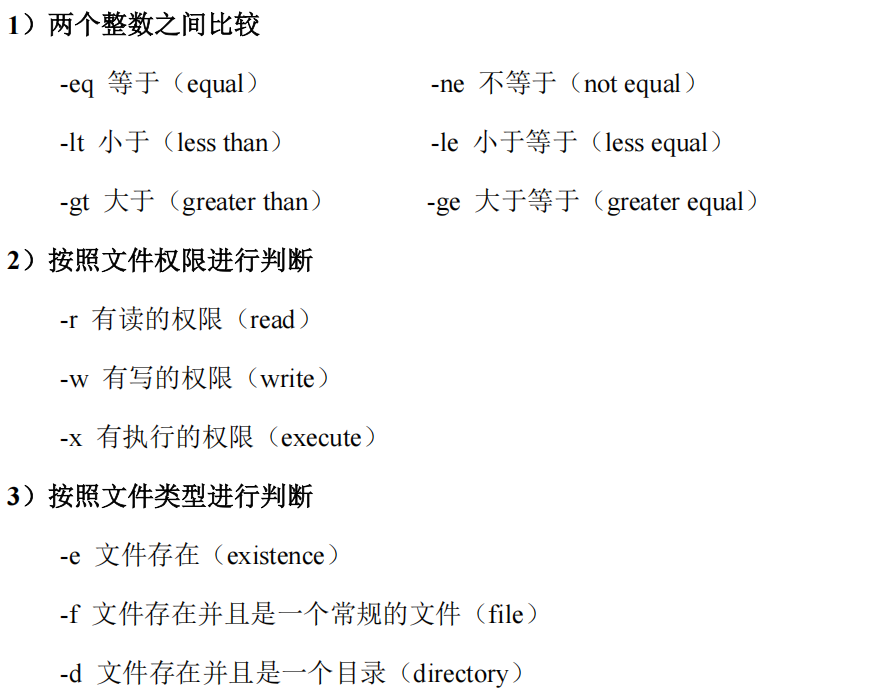 1）两个整数之间比较
-eq 等于（equal） -ne 不等于（not equal）
-lt 小于（less than） -le 小于等于（less equal）
-gt 大于（greater than） -ge 大于等于（greater equal）
2）按照文件权限进行判断
-r 有读的权限（read）
-w 有写的权限（write）
-x 有执行的权限（execute）
3）按照文件类型进行判断
-e 文件存在（existence）
-f 文件存在并且是一个常规的文件（file）
-d 文件存在并且是一个目录（directory）